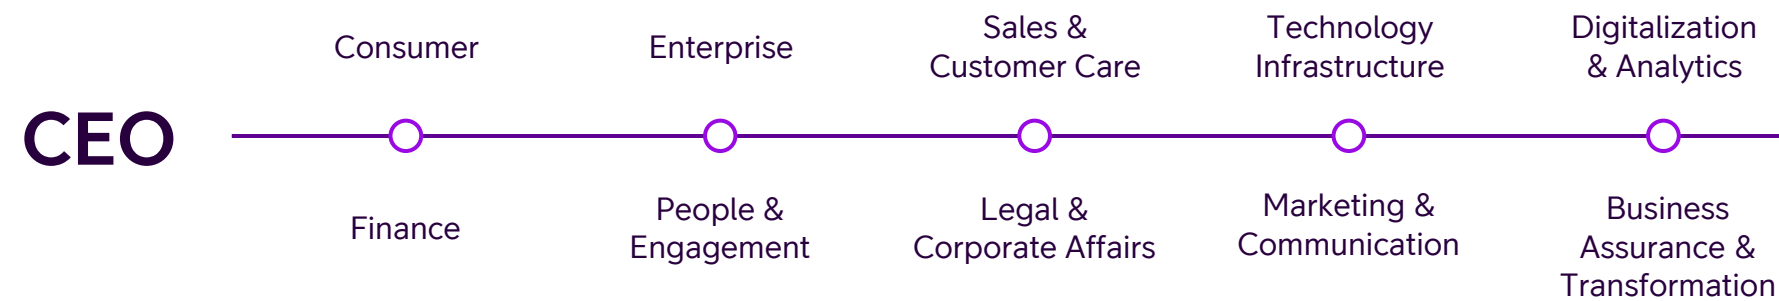 CEO
Consumer
Enterprise
Sales &
Customer Care
Technology
Infrastructure
Digitalization
& Analytics
Finance
People &
Engagement
Legal &
Corporate Affairs
Marketing &
Communication
Business
Assurance &
Transformation